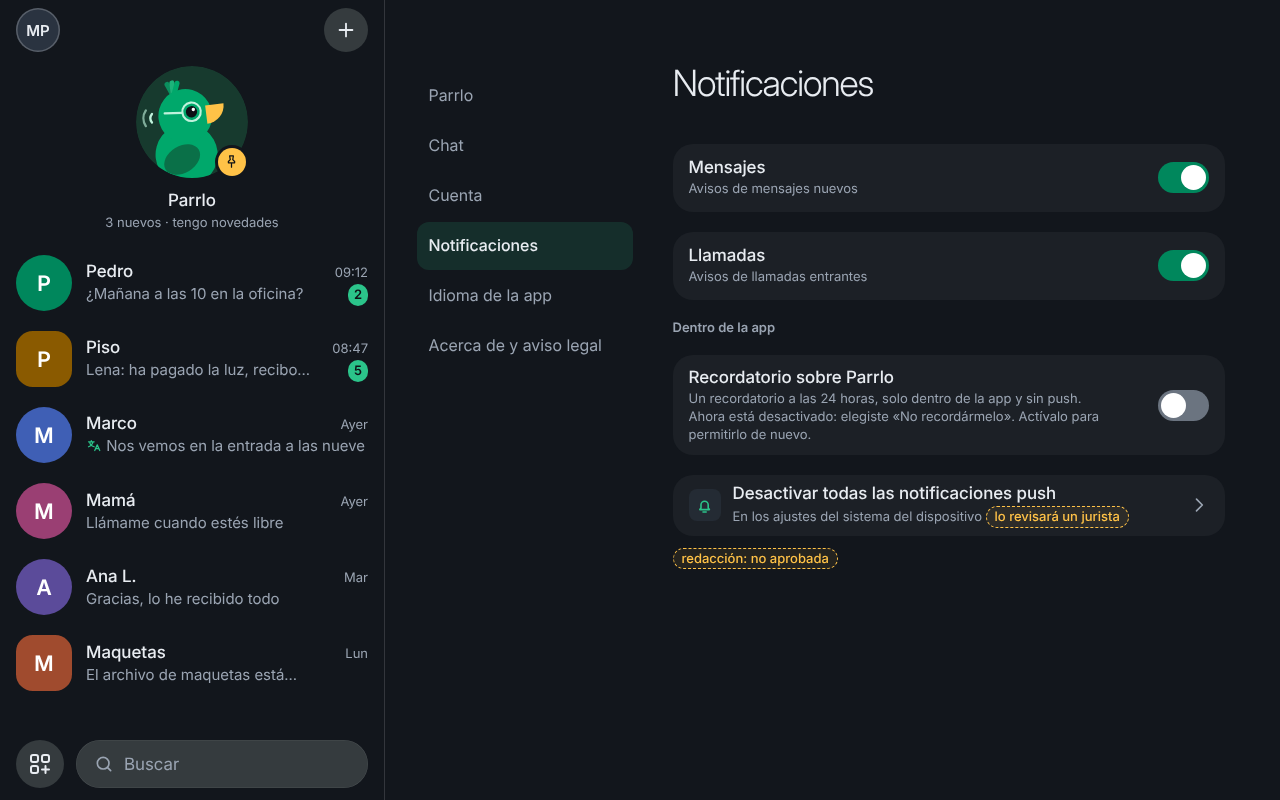 MP
Parrlo
3 nuevos · tengo novedades
P
Pedro
09:12
¿Mañana a las 10 en la oficina?
2
P
Piso
08:47
Lena: ha pagado la luz, recibo...
5
M
Marco
Ayer
Nos vemos en la entrada a las nueve
M
Mamá
Ayer
Llámame cuando estés libre
A
Ana L.
Mar
Gracias, lo he recibido todo
M
Maquetas
Lun
El archivo de maquetas está...
Buscar
Parrlo
Chat
Cuenta
Notificaciones
Idioma de la app
Acerca de y aviso legal
Notificaciones
Mensajes
Avisos de mensajes nuevos
Llamadas
Avisos de llamadas entrantes
Dentro de la app
Recordatorio sobre Parrlo
Un recordatorio a las 24 horas, solo dentro de la app y sin push.
Ahora está desactivado: elegiste «No recordármelo». Actívalo para
permitirlo de nuevo.
Desactivar todas las notificaciones push
En los ajustes del sistema del dispositivo lo revisará un jurista
redacción: no aprobada